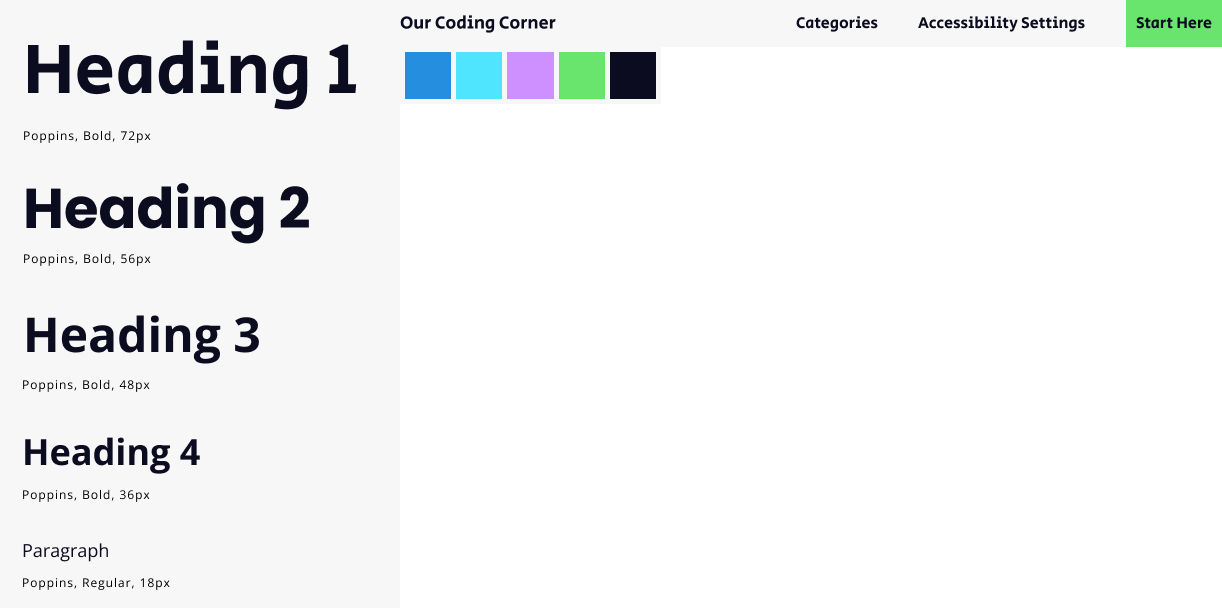 Our Coding Corner
Categories
Accessibility Settings
Start Here
Heading 1
Poppins, Bold, 72px
Heading 2
Poppins, Bold, 56px
Heading 3
Poppins, Bold, 48px
Heading 4
Poppins, Bold, 36px
Paragraph
Poppins, Regular, 18px